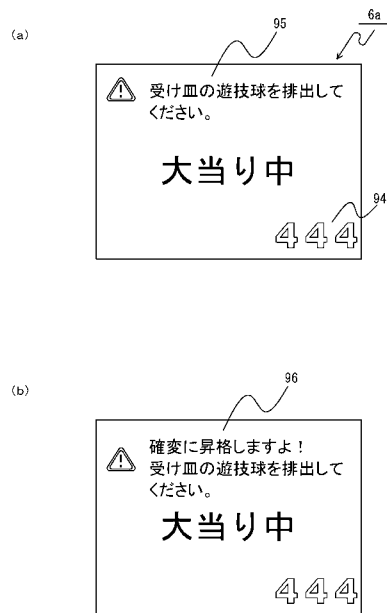 (a)
95
6a
受け皿の遊技球を排出して
ください。
大当り中
94
444
(b)
96
確変に昇格しますよ！
受け皿の遊技球を排出して
ください。
大当り中
444